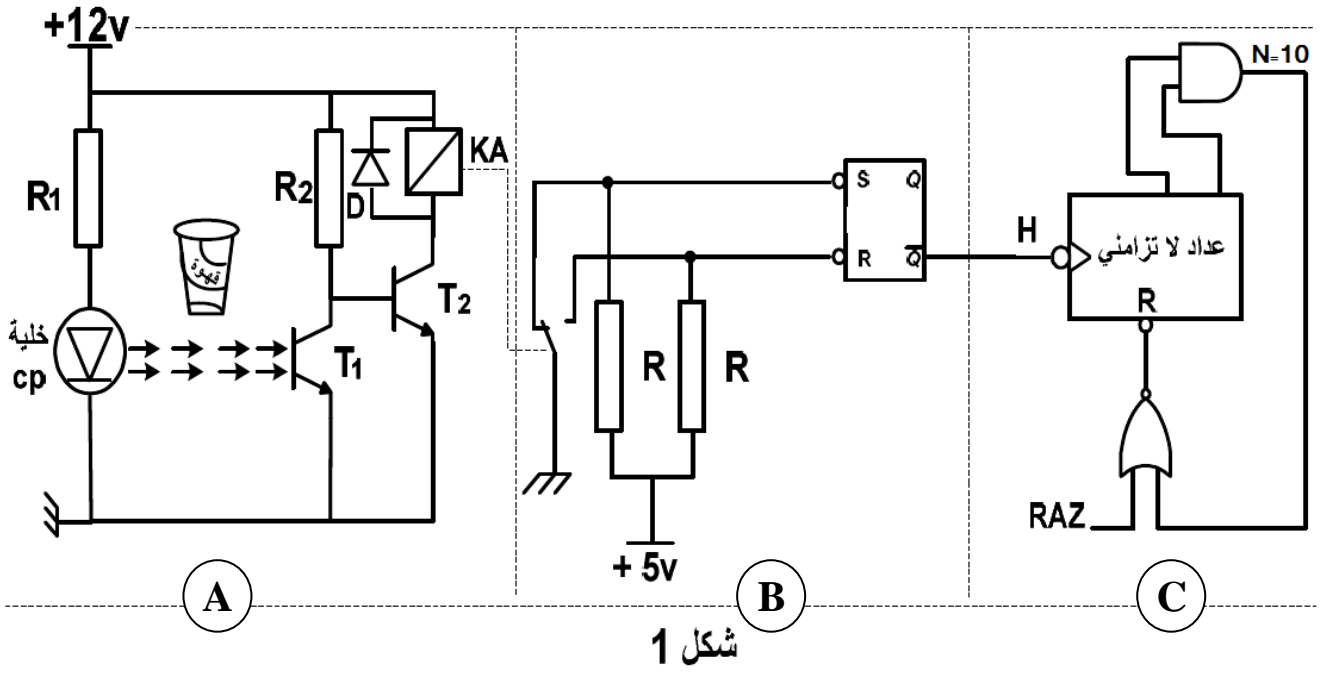 +12v
R1
R2
D
KA
قهوة
خلية
cp
T1
T2
A
S
Q
R
Q̅
R
R
+ 5v
B
N=10
H
عداد لا تزامني
R
RAZ
C
شكل 1